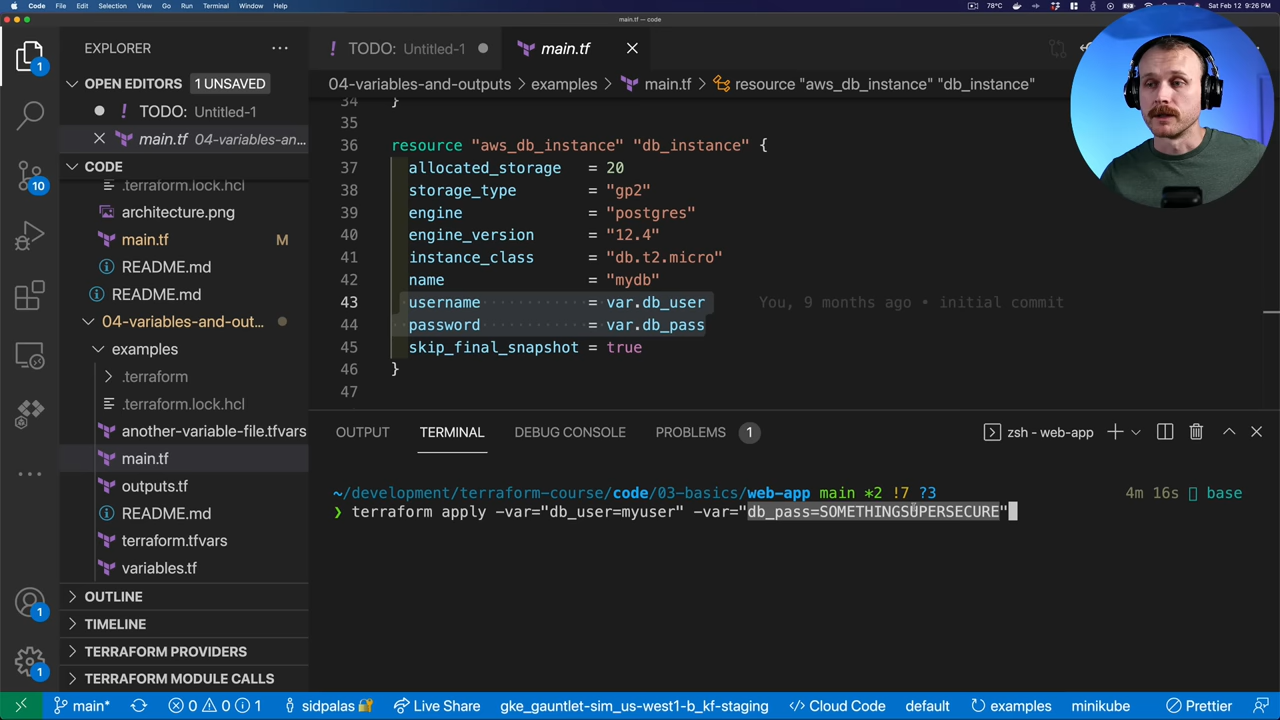 Code File Edit Selection View Go Run Terminal Window Help
78°C
Sat Feb 12 9:26 PM
main.tf — code
EXPLORER
OPEN EDITORS 1 UNSAVED
TODO: Untitled-1
main.tf 04-variables-an...
CODE
.terraform.lock.hcl
architecture.png
main.tf M
README.md
README.md
04-variables-and-out...
examples
.terraform
.terraform.lock.hcl
another-variable-file.tfvars
main.tf
outputs.tf
README.md
terraform.tfvars
variables.tf
OUTLINE
TIMELINE
TERRAFORM PROVIDERS
TERRAFORM MODULE CALLS
1
10
1
1
TODO: Untitled-1
main.tf
04-variables-and-outputs > examples > main.tf > resource "aws_db_instance" "db_instance"
34 }
35
36 resource "aws_db_instance" "db_instance" {
37 allocated_storage = 20
38 storage_type = "gp2"
39 engine = "postgres"
40 engine_version = "12.4"
41 instance_class = "db.t2.micro"
42 name = "mydb"
43 username = var.db_user You, 9 months ago • initial commit
44 password = var.db_pass
45 skip_final_snapshot = true
46 }
47
OUTPUT TERMINAL DEBUG CONSOLE PROBLEMS 1
zsh - web-app
~/development/terraform-course/code/03-basics/web-app main *2 !7 ?3
4m 16s base
❯ terraform apply -var="db_user=myuser" -var="db_pass=SOMETHINGSUPERSECURE"
main* 0 0 1 sidpalas Live Share gke_gauntlet-sim_us-west1-b_kf-staging Cloud Code default examples minikube Prettier